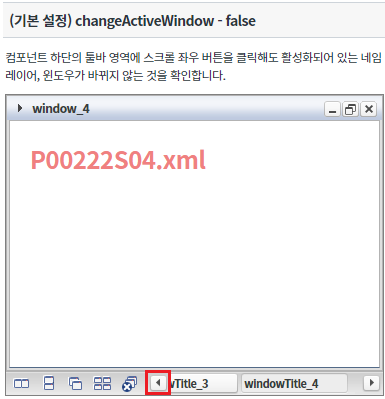 (기본 설정) changeActiveWindow - false
컴포넌트 하단의 툴바 영역에 스크롤 좌우 버튼을 클릭해도 활성화되어 있는 네임
레이어, 윈도우가 바뀌지 않는 것을 확인합니다.
window_4
P00222S04.xml
wTitle_3
windowTitle_4